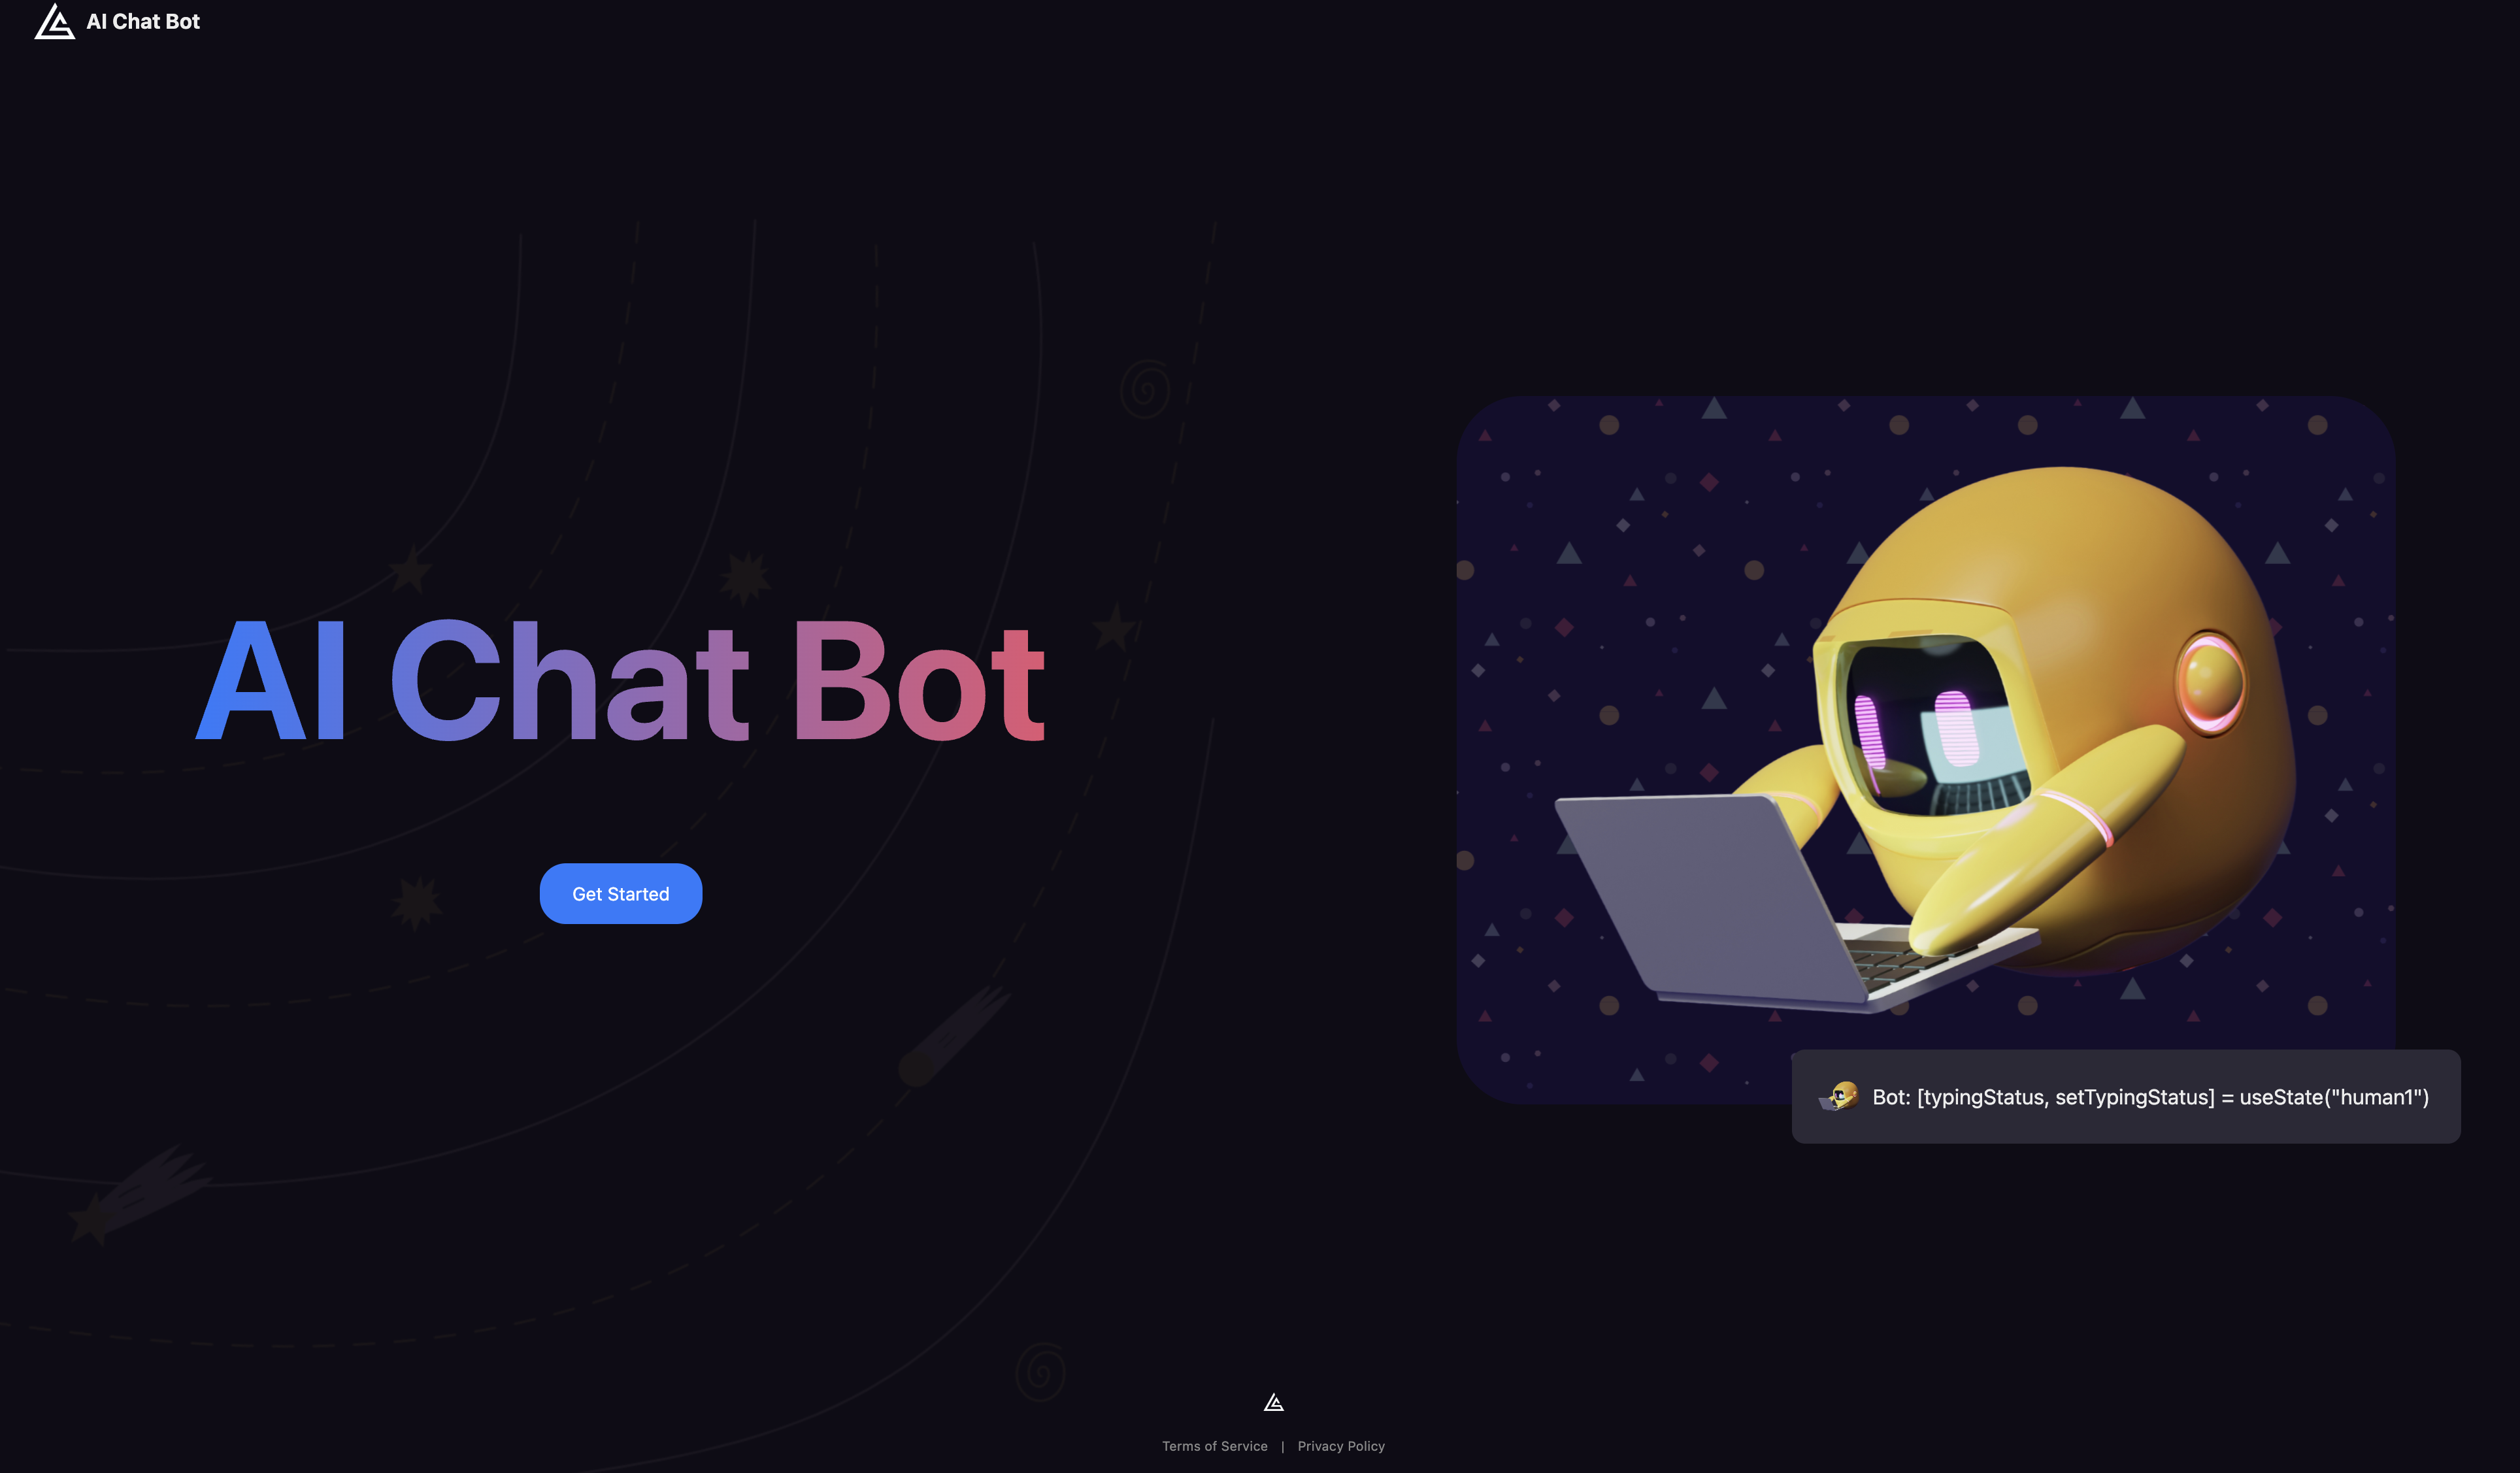 AI Chat Bot
AI Chat Bot
Get Started
Bot: [typingStatus, setTypingStatus] = useState("human1")
Terms of Service | Privacy Policy